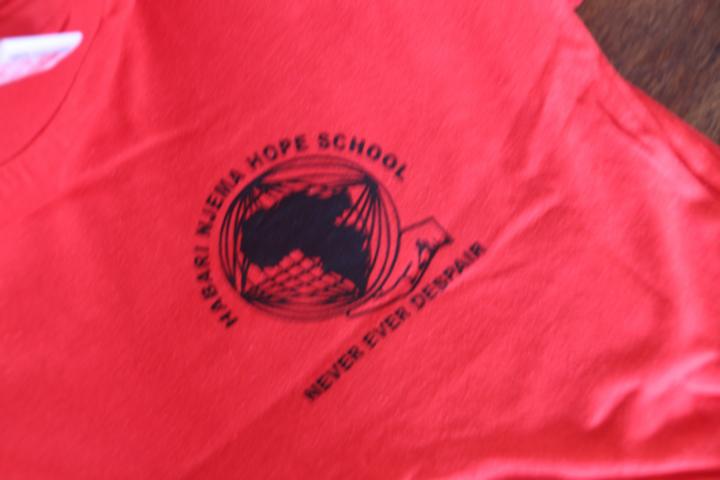 HABARI NJEMA HOPE SCHOOL
NEVER EVER DESPAIR